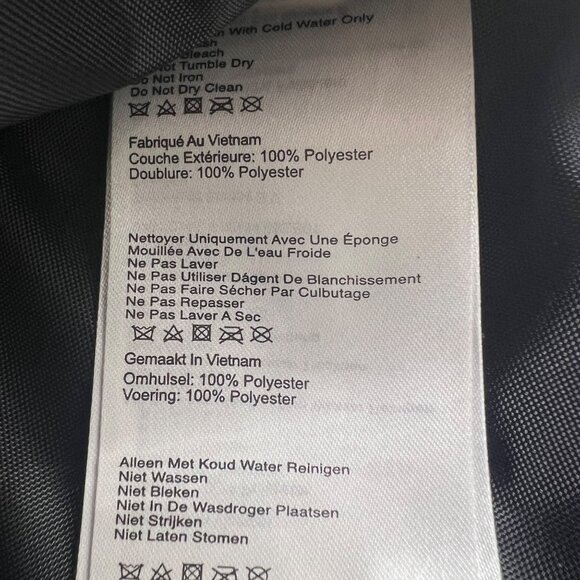 With Cold Water Only
Not Tumble Dry
Do Not Iron
Do Not Dry Clean
Fabriqué Au Vietnam
Couche Extérieure: 100% Polyester
Doublure: 100% Polyester
Nettoyer Uniquement Avec Une Éponge
Mouillée Avec De L'eau Froide
Ne Pas Laver
Ne Pas Utiliser Dágent De Blanchissement
Ne Pas Faire Sécher Par Culbutage
Ne Pas Repasser
Ne Pas Laver A Sec
Gemaakt In Vietnam
Omhulsel: 100% Polyester
Voering: 100% Polyester
Alleen Met Koud Water Reinigen
Niet Wassen
Niet Bleken
Niet In De Wasdroger Plaatsen
Niet Strijken
Niet Laten Stomen